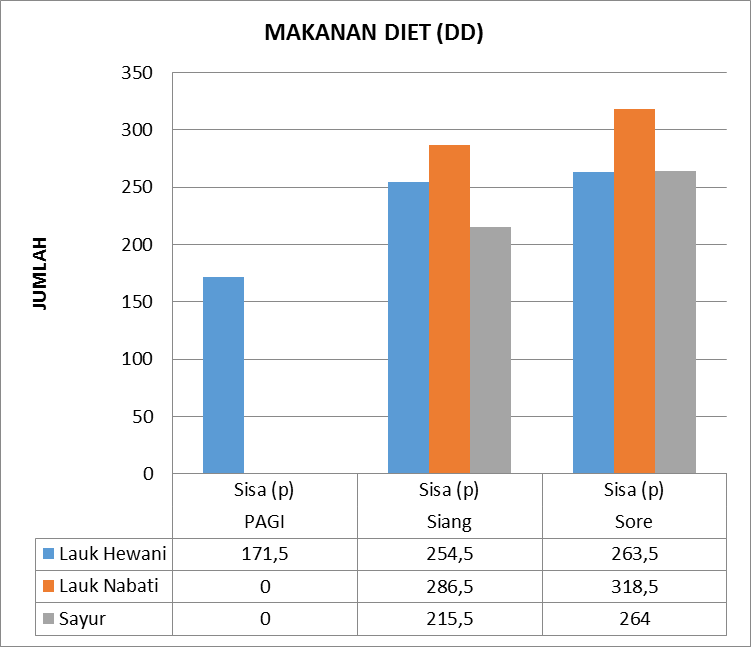 MAKANAN DIET (DD)
JUMLAH
350
300
250
200
150
100
50
0
Sisa (p) Sisa (p) Sisa (p)
PAGI Siang Sore
Lauk Hewani 171,5 254,5 263,5
Lauk Nabati 0 286,5 318,5
Sayur 0 215,5 264